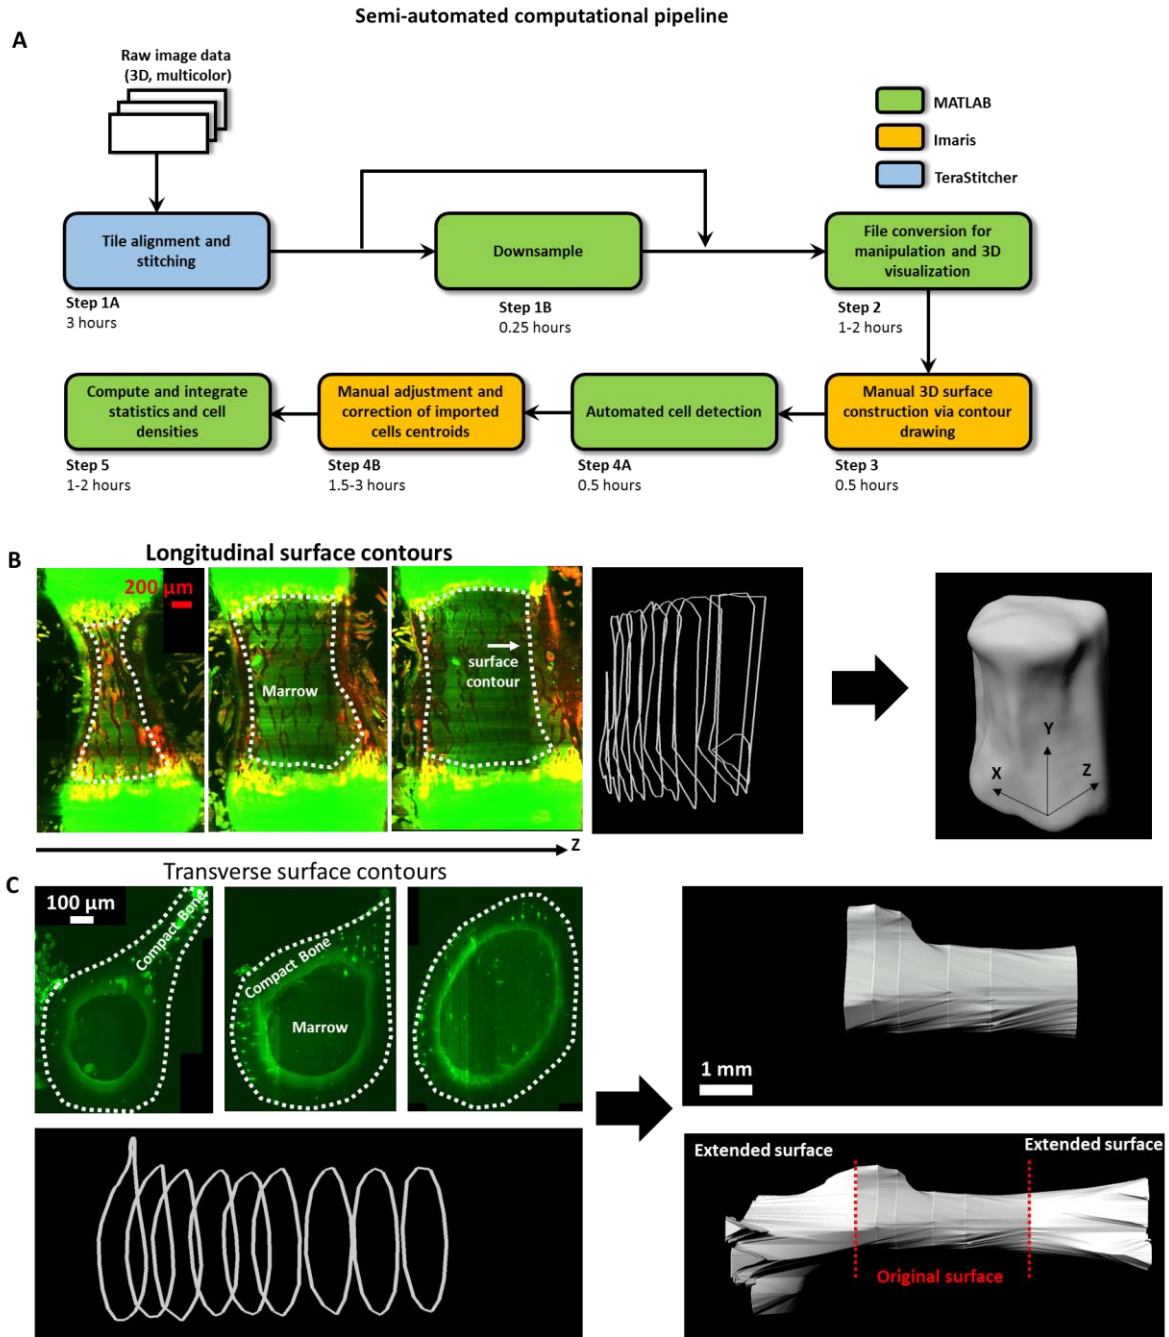 Semi-automated computational pipeline
A
Raw image data
(3D, multicolor)
MATLAB
Imaris
TeraStitcher
Tile alignment and
stitching
Step 1A
3 hours
Downsample
Step 1B
0.25 hours
File conversion for
manipulation and 3D
visualization
Step 2
1-2 hours
Compute and integrate
statistics and cell
densities
Step 5
1-2 hours
Manual adjustment and
correction of imported
cells centroids
Step 4B
1.5-3 hours
Automated cell detection
Step 4A
0.5 hours
Manual 3D surface
construction via contour
drawing
Step 3
0.5 hours
B
Longitudinal surface contours
200 μm
Marrow
surface
contour
Y
X
Z
Z
C
Transverse surface contours
100 μm
Compact Bone
Compact Bone
Marrow
1 mm
Extended surface
Extended surface
Original surface